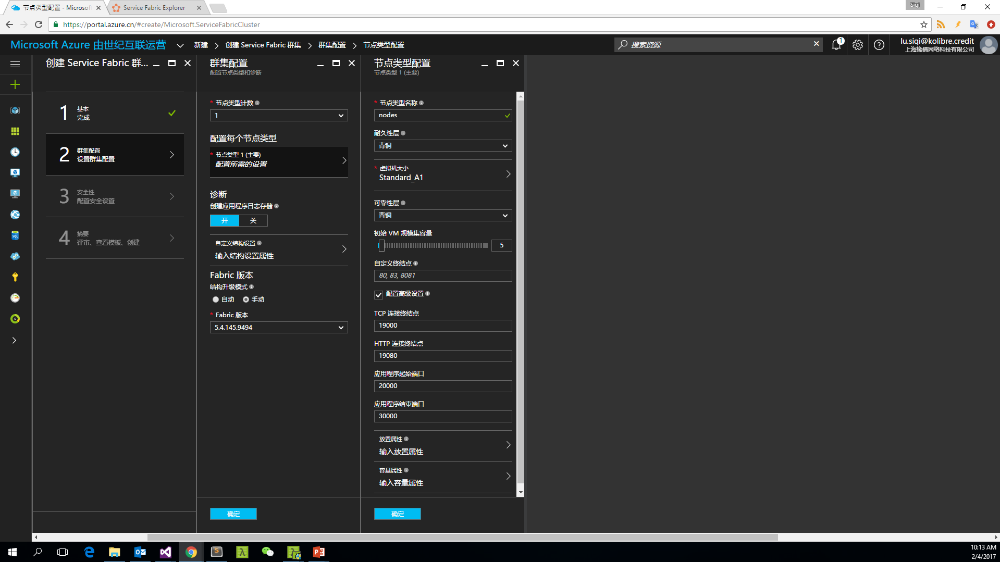 节点类型配置 - Microsoft
Service Fabric Explorer
Siqi
https://portal.azure.cn/#create/Microsoft.ServiceFabricCluster
Microsoft Azure 由世纪互联运营
新建
创建 Service Fabric 群集
群集配置
节点类型配置
搜索资源
1
lu.siqi@kolibre.credit
上海橡楠网络科技有限公司
创建 Service Fabric 群...
1
基本
完成
2
群集配置
设置群集配置
3
安全性
配置安全设置
4
摘要
评审、查看模板、创建
群集配置
配置节点类型和诊断
* 节点类型计数
1
配置每个节点类型
* 节点类型 1 (主要)
配置所需的设置
诊断
创建应用程序日志存储
开 关
自定义结构设置
输入结构设置属性
Fabric 版本
结构升级模式
自动 手动
* Fabric 版本
5.4.145.9494
确定
节点类型配置
节点类型 1 (主要)
* 节点类型名称
nodes
耐久性层
青铜
* 虚拟机大小
Standard_A1
可靠性层
青铜
初始 VM 规模集容量
5
自定义终结点
80, 83, 8081
配置高级设置
TCP 连接终结点
19000
HTTP 连接终结点
19080
应用程序起始端口
20000
应用程序结束端口
30000
放置属性
输入放置属性
容量属性
输入容量属性
确定
10:13 AM
2/4/2017